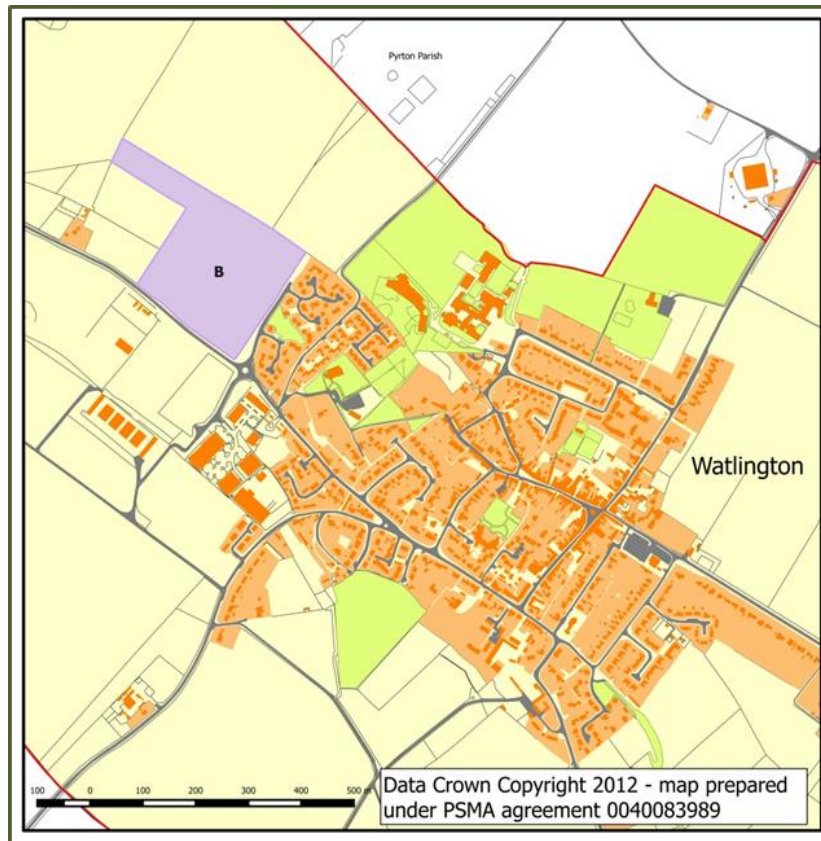 Pyrton Parish
B
Watlington
100 0 100 200 300 400 500 m
Data Crown Copyright 2012 - map prepared
under PSMA agreement 0040083989